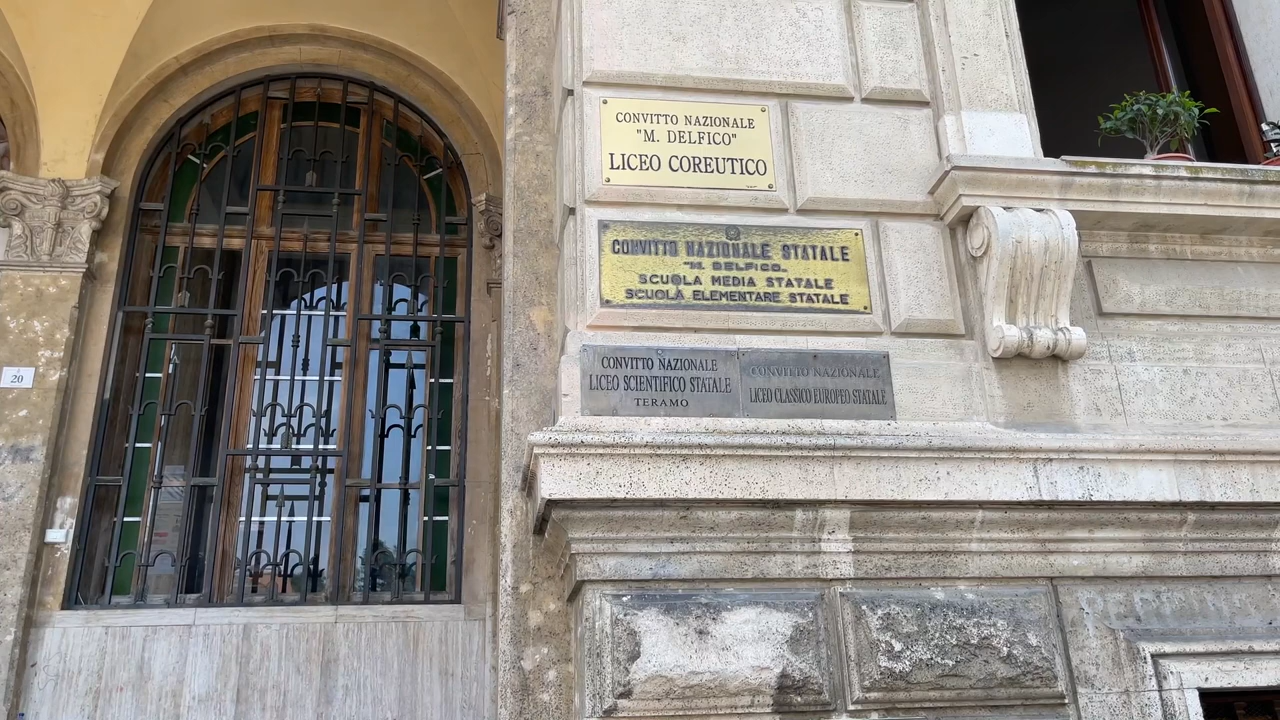 CONVITTO NAZIONALE
"M. DELFICO"
LICEO COREUTICO
CONVITTO NAZIONALE STATALE
"M. DELFICO"
SCUOLA MEDIA STATALE
SCUOLA ELEMENTARE STATALE
CONVITTO NAZIONALE
LICEO SCIENTIFICO STATALE
TERAMO
CONVITTO NAZIONALE
LICEO CLASSICO EUROPEO STATALE
20